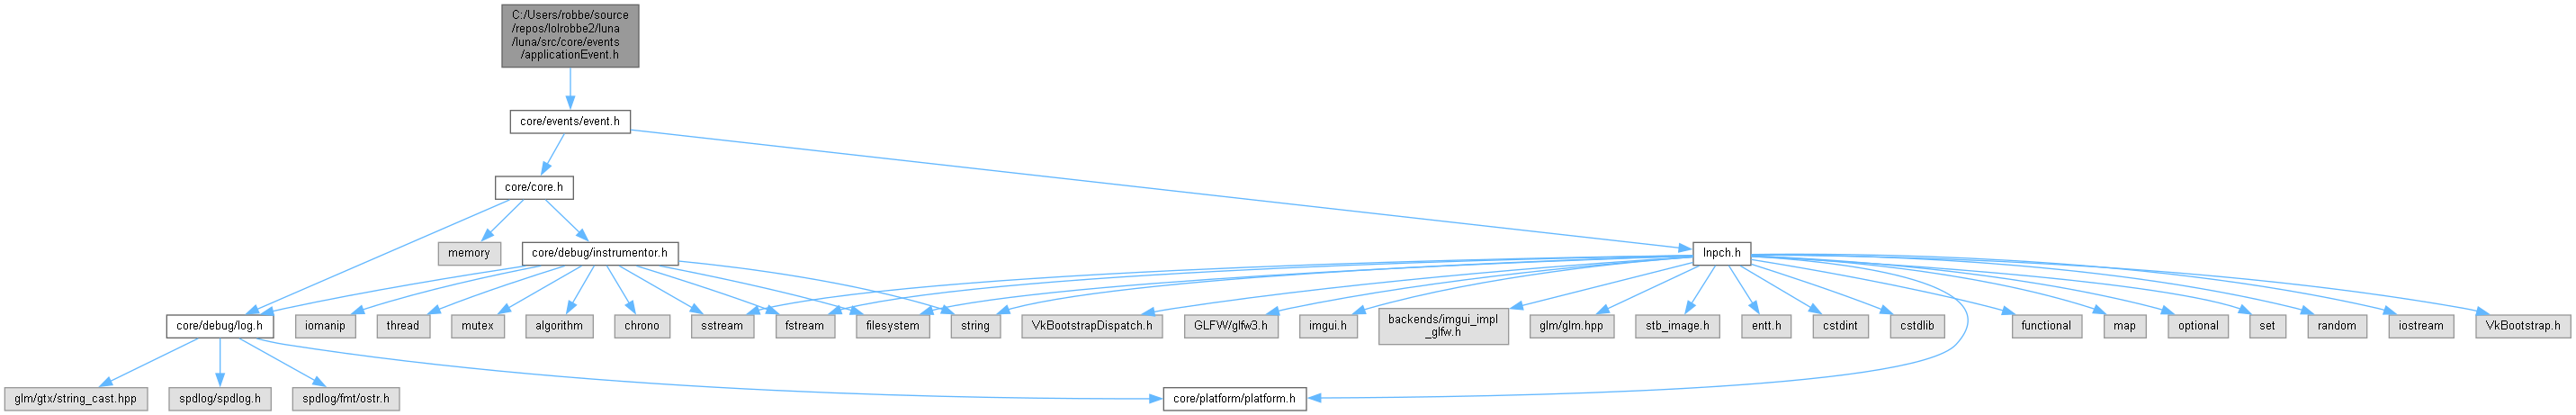 C:/Users/robbe/source
/repos/lolrobbe2/luna
/luna/src/core/events
/applicationEvent.h
core/events/event.h
core/core.h
memory
core/debug/instrumentor.h
lnpch.h
core/debug/log.h
iomanip
thread
mutex
algorithm
chrono
sstream
fstream
filesystem
string
VkBootstrapDispatch.h
GLFW/glfw3.h
imgui.h
backends/imgui_impl
_glfw.h
glm/glm.hpp
stb_image.h
entt.h
cstdint
cstdlib
functional
map
optional
set
random
iostream
VkBootstrap.h
glm/gtx/string_cast.hpp
spdlog/spdlog.h
spdlog/fmt/ostr.h
core/platform/platform.h